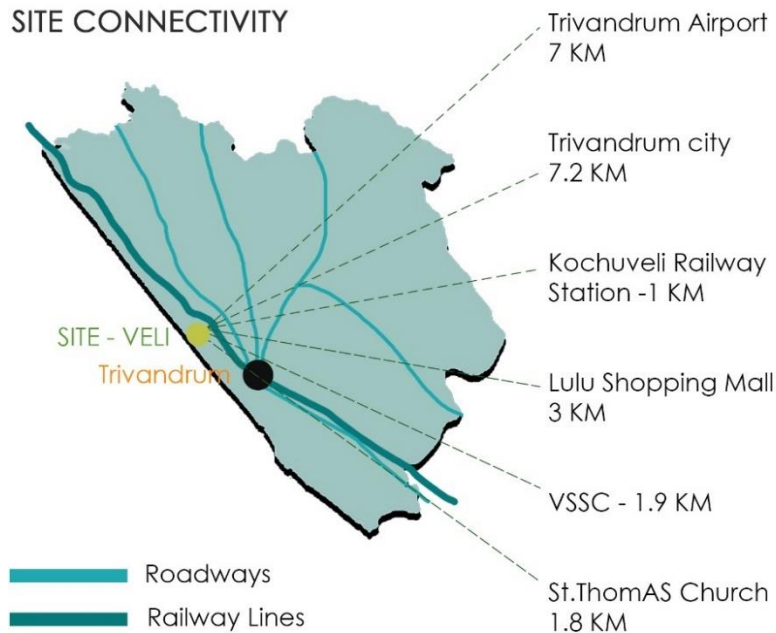 SITE CONNECTIVITY
Trivandrum Airport
7 KM
Trivandrum city
7.2 KM
Kochuveli Railway
Station -1 KM
SITE - VELI
Trivandrum
Lulu Shopping Mall
3 KM
VSSC - 1.9 KM
St.ThomAS Church
1.8 KM
Roadways
Railway Lines